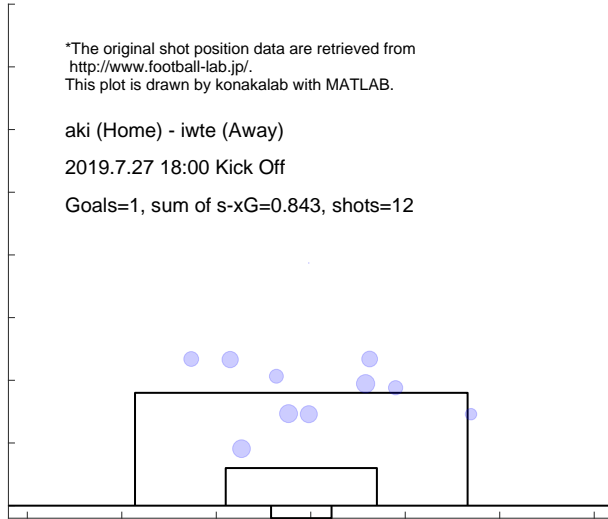 *The original shot position data are retrieved from
http://www.football-lab.jp/.
This plot is drawn by konakalab with MATLAB.
aki (Home) - iwte (Away)
2019.7.27 18:00 Kick Off
Goals=1, sum of s-xG=0.843, shots=12